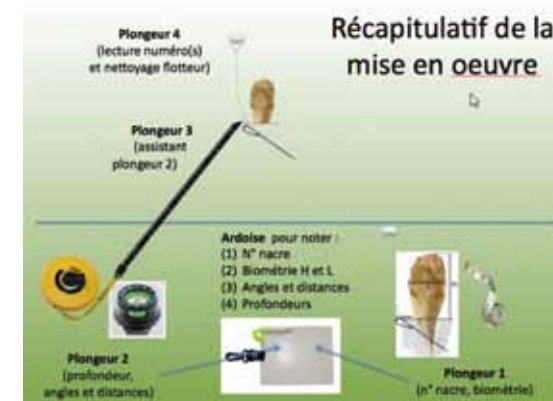 Récapitulatif de la
mise en oeuvre
Plongeur 4
(lecture numéro(s)
et nettoyage flotteur)
Plongeur 3
(assistant
plongeur 2)
Ardoise pour noter :
(1) N° nacre
(2) Biométrie H et L
(3) Angles et distances
(4) Profondeurs
Plongeur 2
(profondeur,
angles et distances)
Plongeur 1
(n° nacre, biométrie)